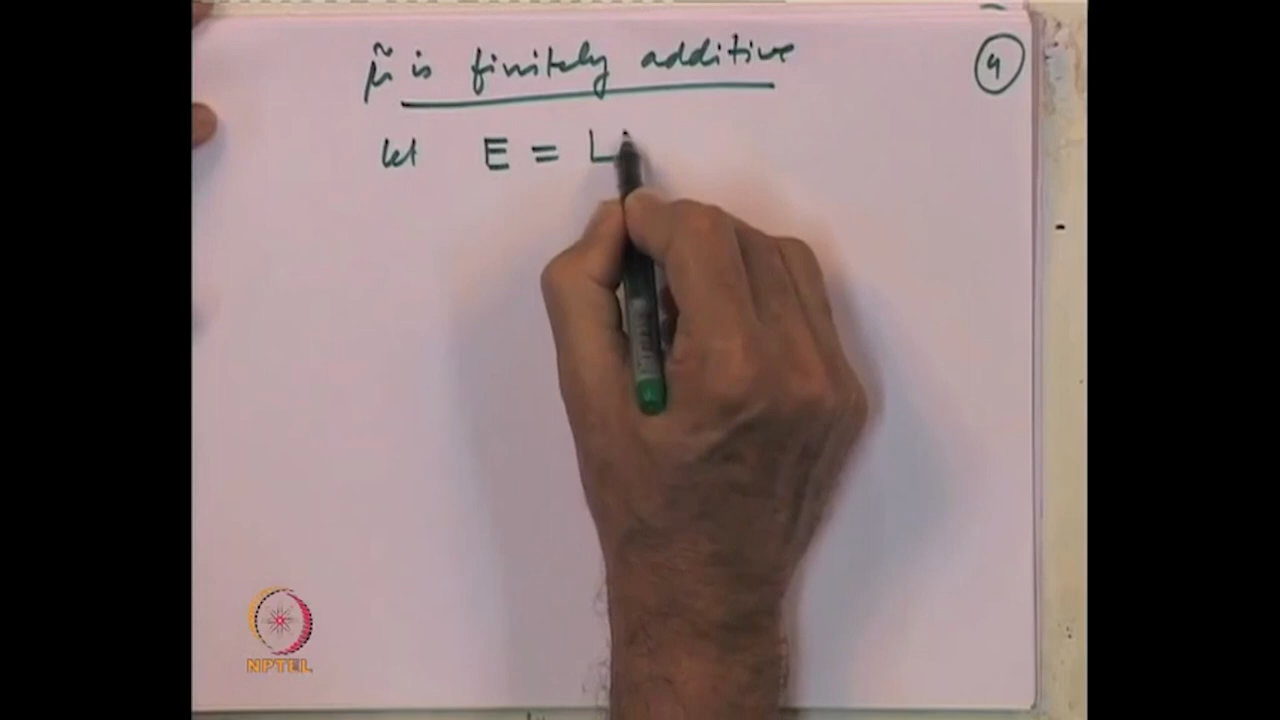 μ̃ is finitely additive
④
let E = L
NPTEL